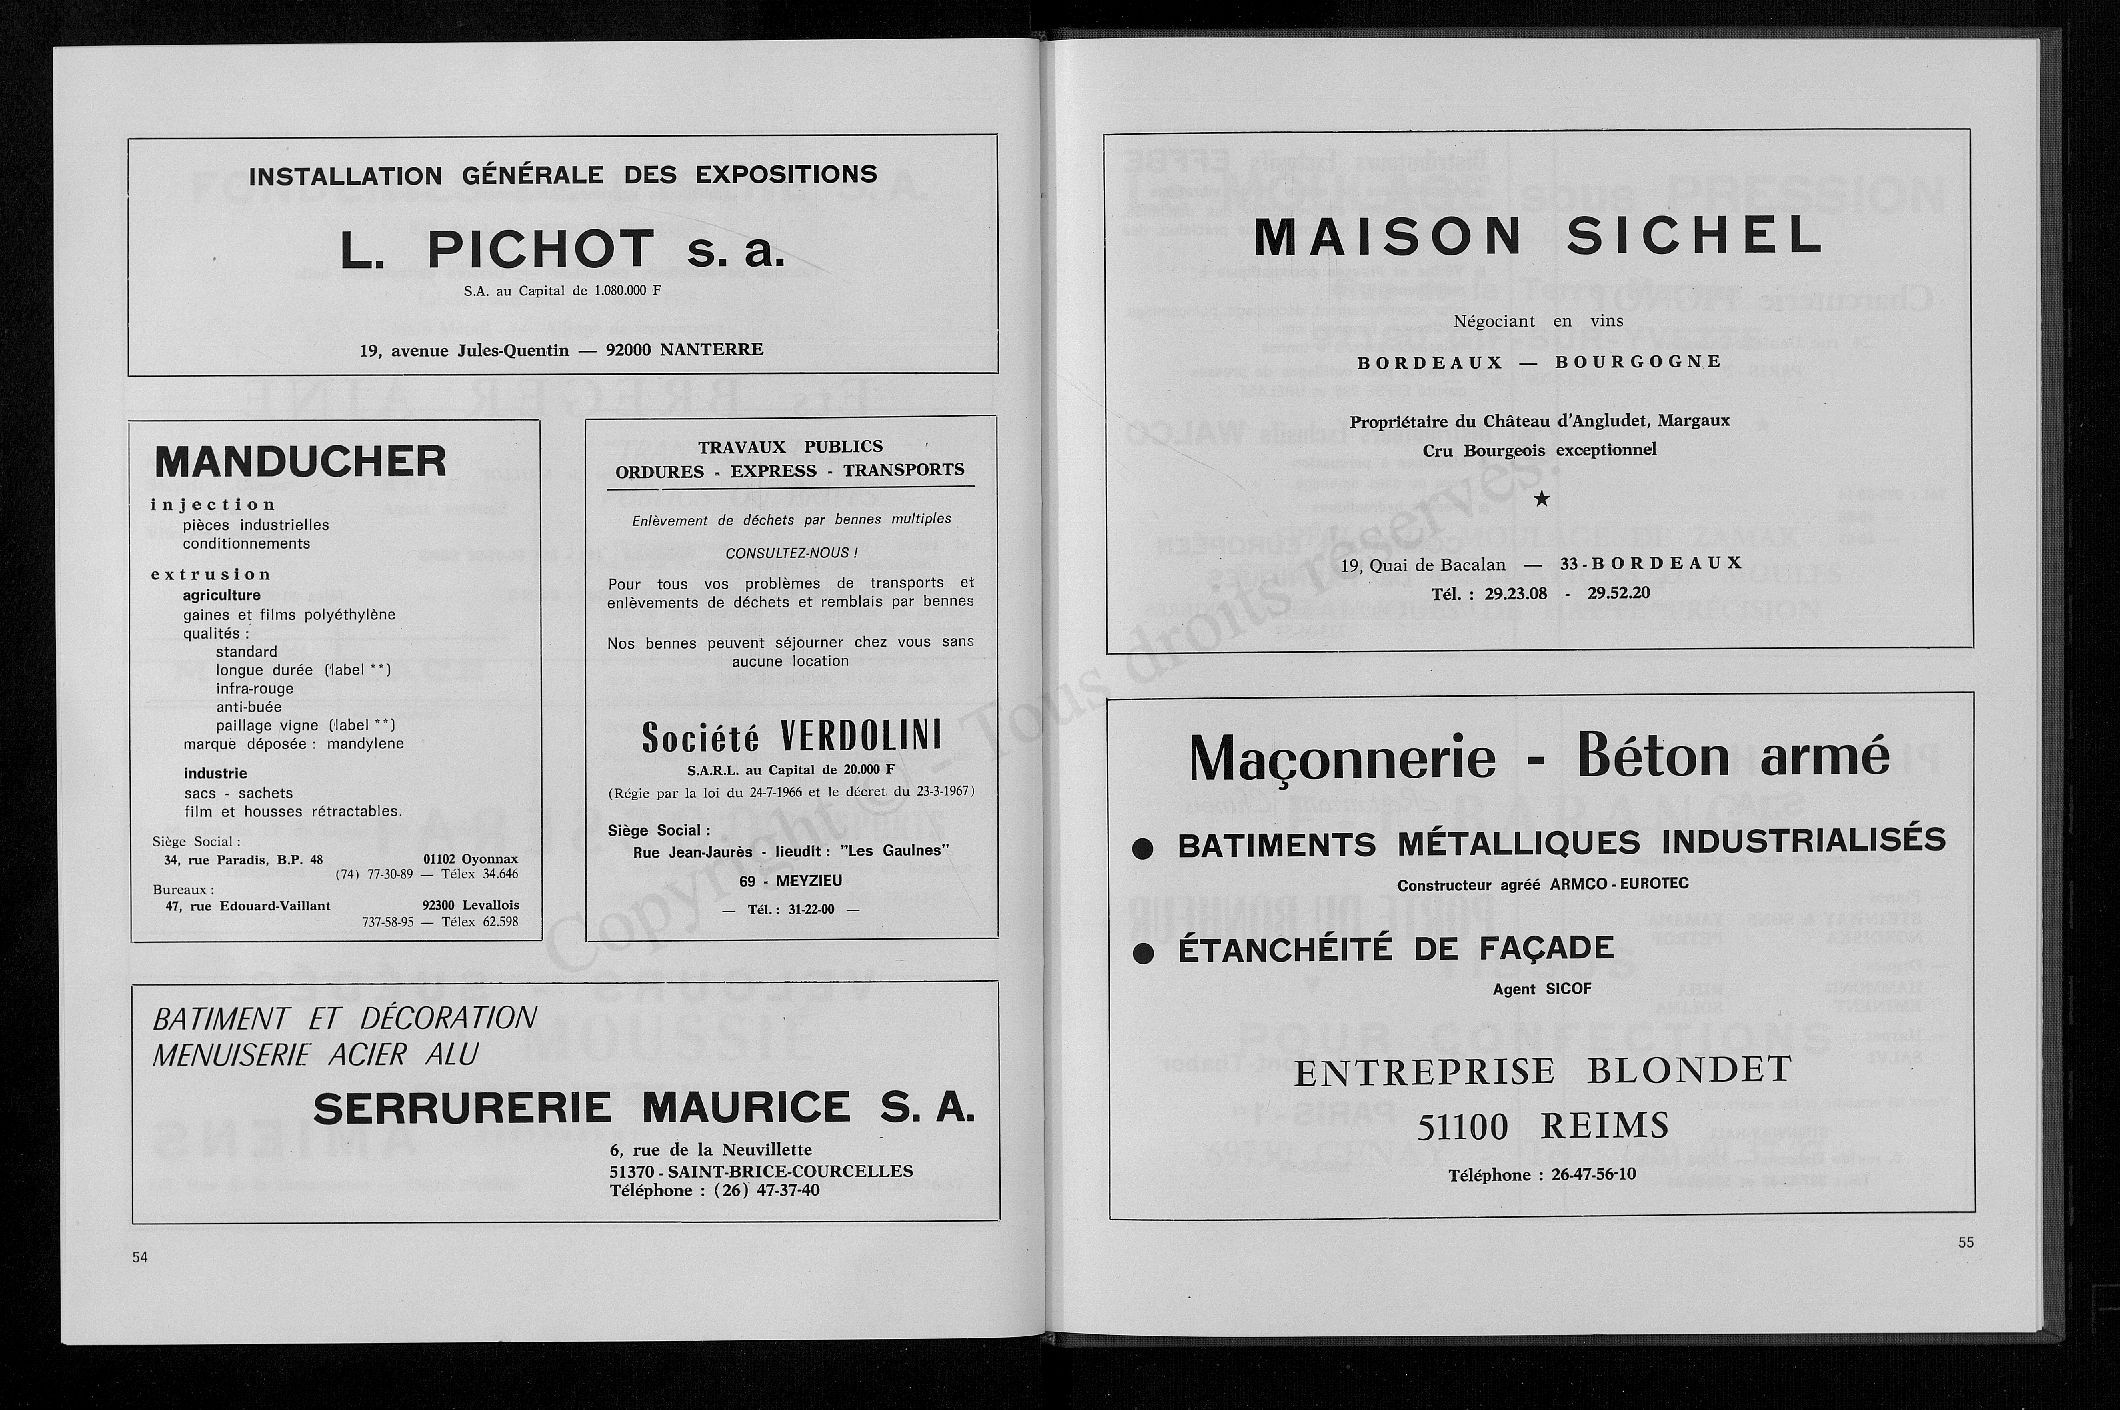 INSTALLATION GÉNÉRALE DES EXPOSITIONS
L. PICHOT s. a.
S.A. au Capital de 1.080.000 F
19, avenue Jules-Quentin — 92000 NANTERRE
MANDUCHER
injection
pièces industrielles
conditionnements
extrusion
agriculture
gaines et films polyéthylène
qualités :
standard
longue durée (label **)
infra-rouge
anti-buée
paillage vigne (label **)
marque déposée : mandylene
industrie
sacs - sachets
film et housses rétractables.
Siège Social :
34, rue Paradis, B.P. 48 01102 Oyonnax
(74) 77-30-89 — Télex 34.646
Bureaux :
47, rue Edouard-Vaillant 92300 Levallois
737-58-95 — Télex 62.598
TRAVAUX PUBLICS
ORDURES - EXPRESS - TRANSPORTS
Enlèvement de déchets par bennes multiples
CONSULTEZ-NOUS !
Pour tous vos problèmes de transports et
enlèvements de déchets et remblais par bennes
Nos bennes peuvent séjourner chez vous sans
aucune location
Société VERDOLINI
S.A.R.L. au Capital de 20.000 F
(Régie par la loi du 24-7-1966 et le décret du 23-3-1967)
Siège Social :
Rue Jean-Jaurès - lieudit : "Les Gaulnes"
69 - MEYZIEU
— Tél. : 31-22-00 —
BATIMENT ET DÉCORATION
MENUISERIE ACIER ALU
SERRURERIE MAURICE S. A.
6, rue de la Neuvillette
51370 - SAINT-BRICE-COURCELLES
Téléphone : (26) 47-37-40
54
MAISON SICHEL
Négociant en vins
BORDEAUX — BOURGOGNE
Propriétaire du Château d'Angludet, Margaux
Cru Bourgeois exceptionnel
★
19, Quai de Bacalan — 33 - BORDEAUX
Tél. : 29.23.08 - 29.52.20
Maçonnerie - Béton armé
● BATIMENTS MÉTALLIQUES INDUSTRIALISÉS
Constructeur agréé ARMCO - EUROTEC
● ÉTANCHÉITÉ DE FAÇADE
Agent SICOF
ENTREPRISE BLONDET
51100 REIMS
Téléphone : 26-47-56-10
55
Copyright © - Tous droits réservés.